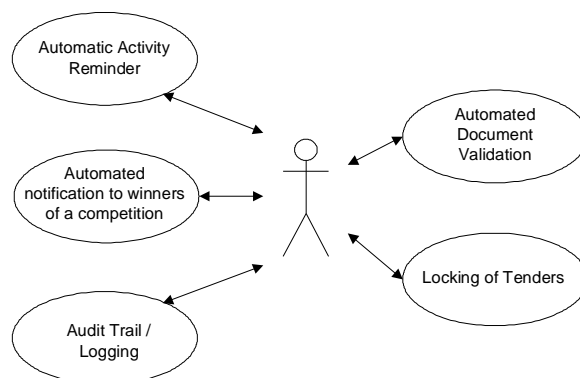 Automatic Activity
Reminder
Automated
notification to winners
of a competition
Audit Trail /
Logging
Automated
Document
Validation
Locking of Tenders